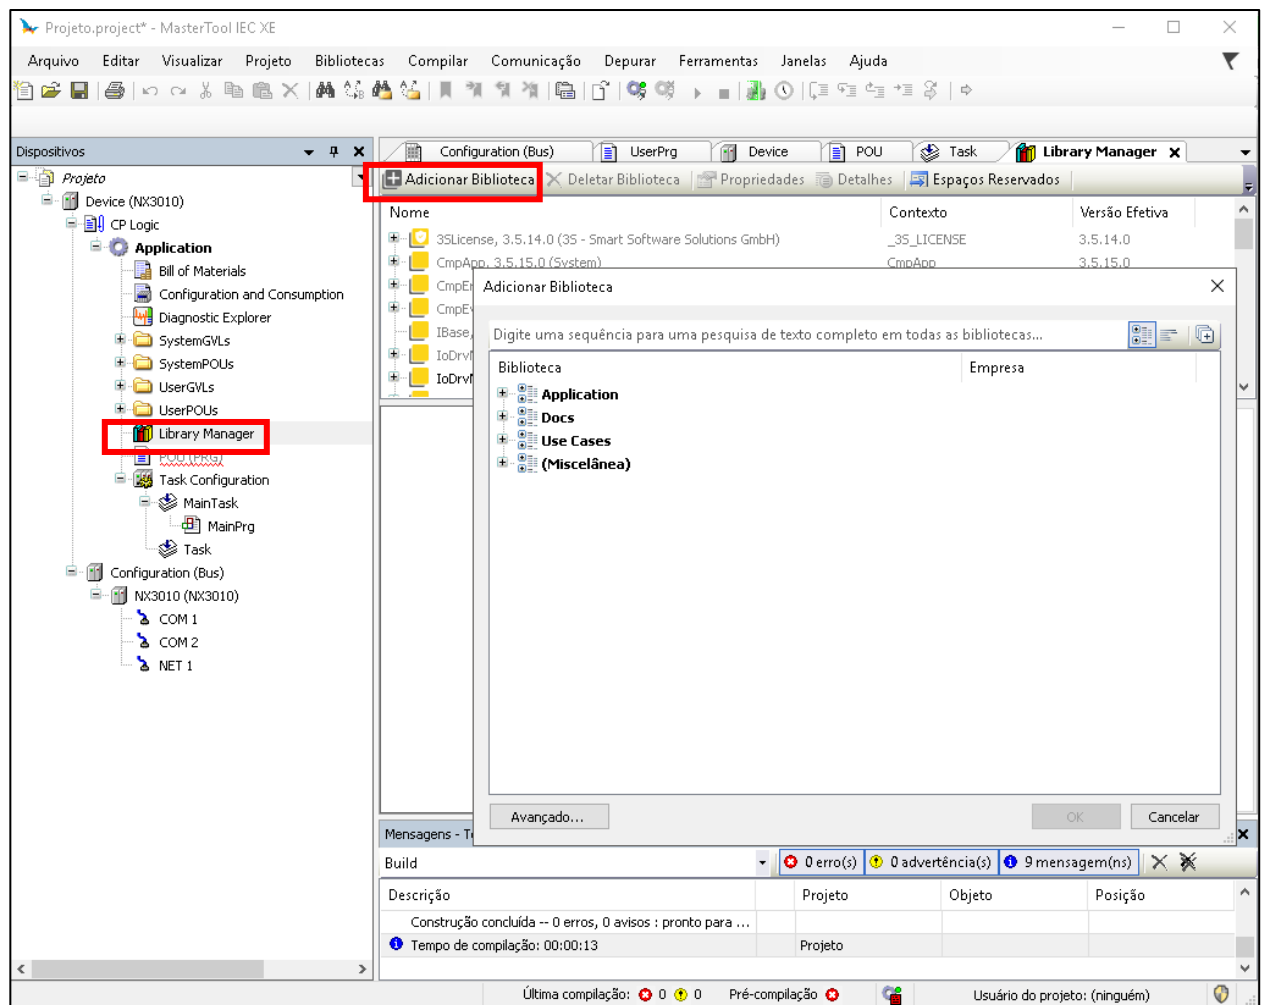 Projeto.project* - MasterTool IEC XE
Arquivo Editar Visualizar Projeto Bibliotecas Compilar Comunicação Depurar Ferramentas Janelas Ajuda
Dispositivos
Projeto
Device (NX3010)
CP Logic
Application
Bill of Materials
Configuration and Consumption
Diagnostic Explorer
SystemGVLs
SystemPOUs
UserGVLs
UserPOUs
Library Manager
POU (PRG)
Task Configuration
MainTask
MainPrg
Task
Configuration (Bus)
NX3010 (NX3010)
COM 1
COM 2
NET 1
Configuration (Bus) UserPrg Device POU Task Library Manager
Adicionar Biblioteca Deletar Biblioteca Propriedades Detalhes Espaços Reservados
Nome Contexto Versão Efetiva
3SLicense, 3.5.14.0 (3S - Smart Software Solutions GmbH) _3S_LICENSE 3.5.14.0
CmpApp, 3.5.15.0 (System) CmpApp 3.5.15.0
IBase,
Adicionar Biblioteca
Digite uma sequência para uma pesquisa de texto completo em todas as bibliotecas...
Biblioteca Empresa
Application
Docs
Use Cases
(Miscelânea)
Avançado... OK Cancelar
Mensagens -
Build 0 erro(s) 0 advertência(s) 9 mensagem(ns)
Descrição Projeto Objeto Posição
Construção concluída -- 0 erros, 0 avisos : pronto para ...
Tempo de compilação: 00:00:13 Projeto
Última compilação: 0 0 Pré-compilação Usuário do projeto: (ninguém)